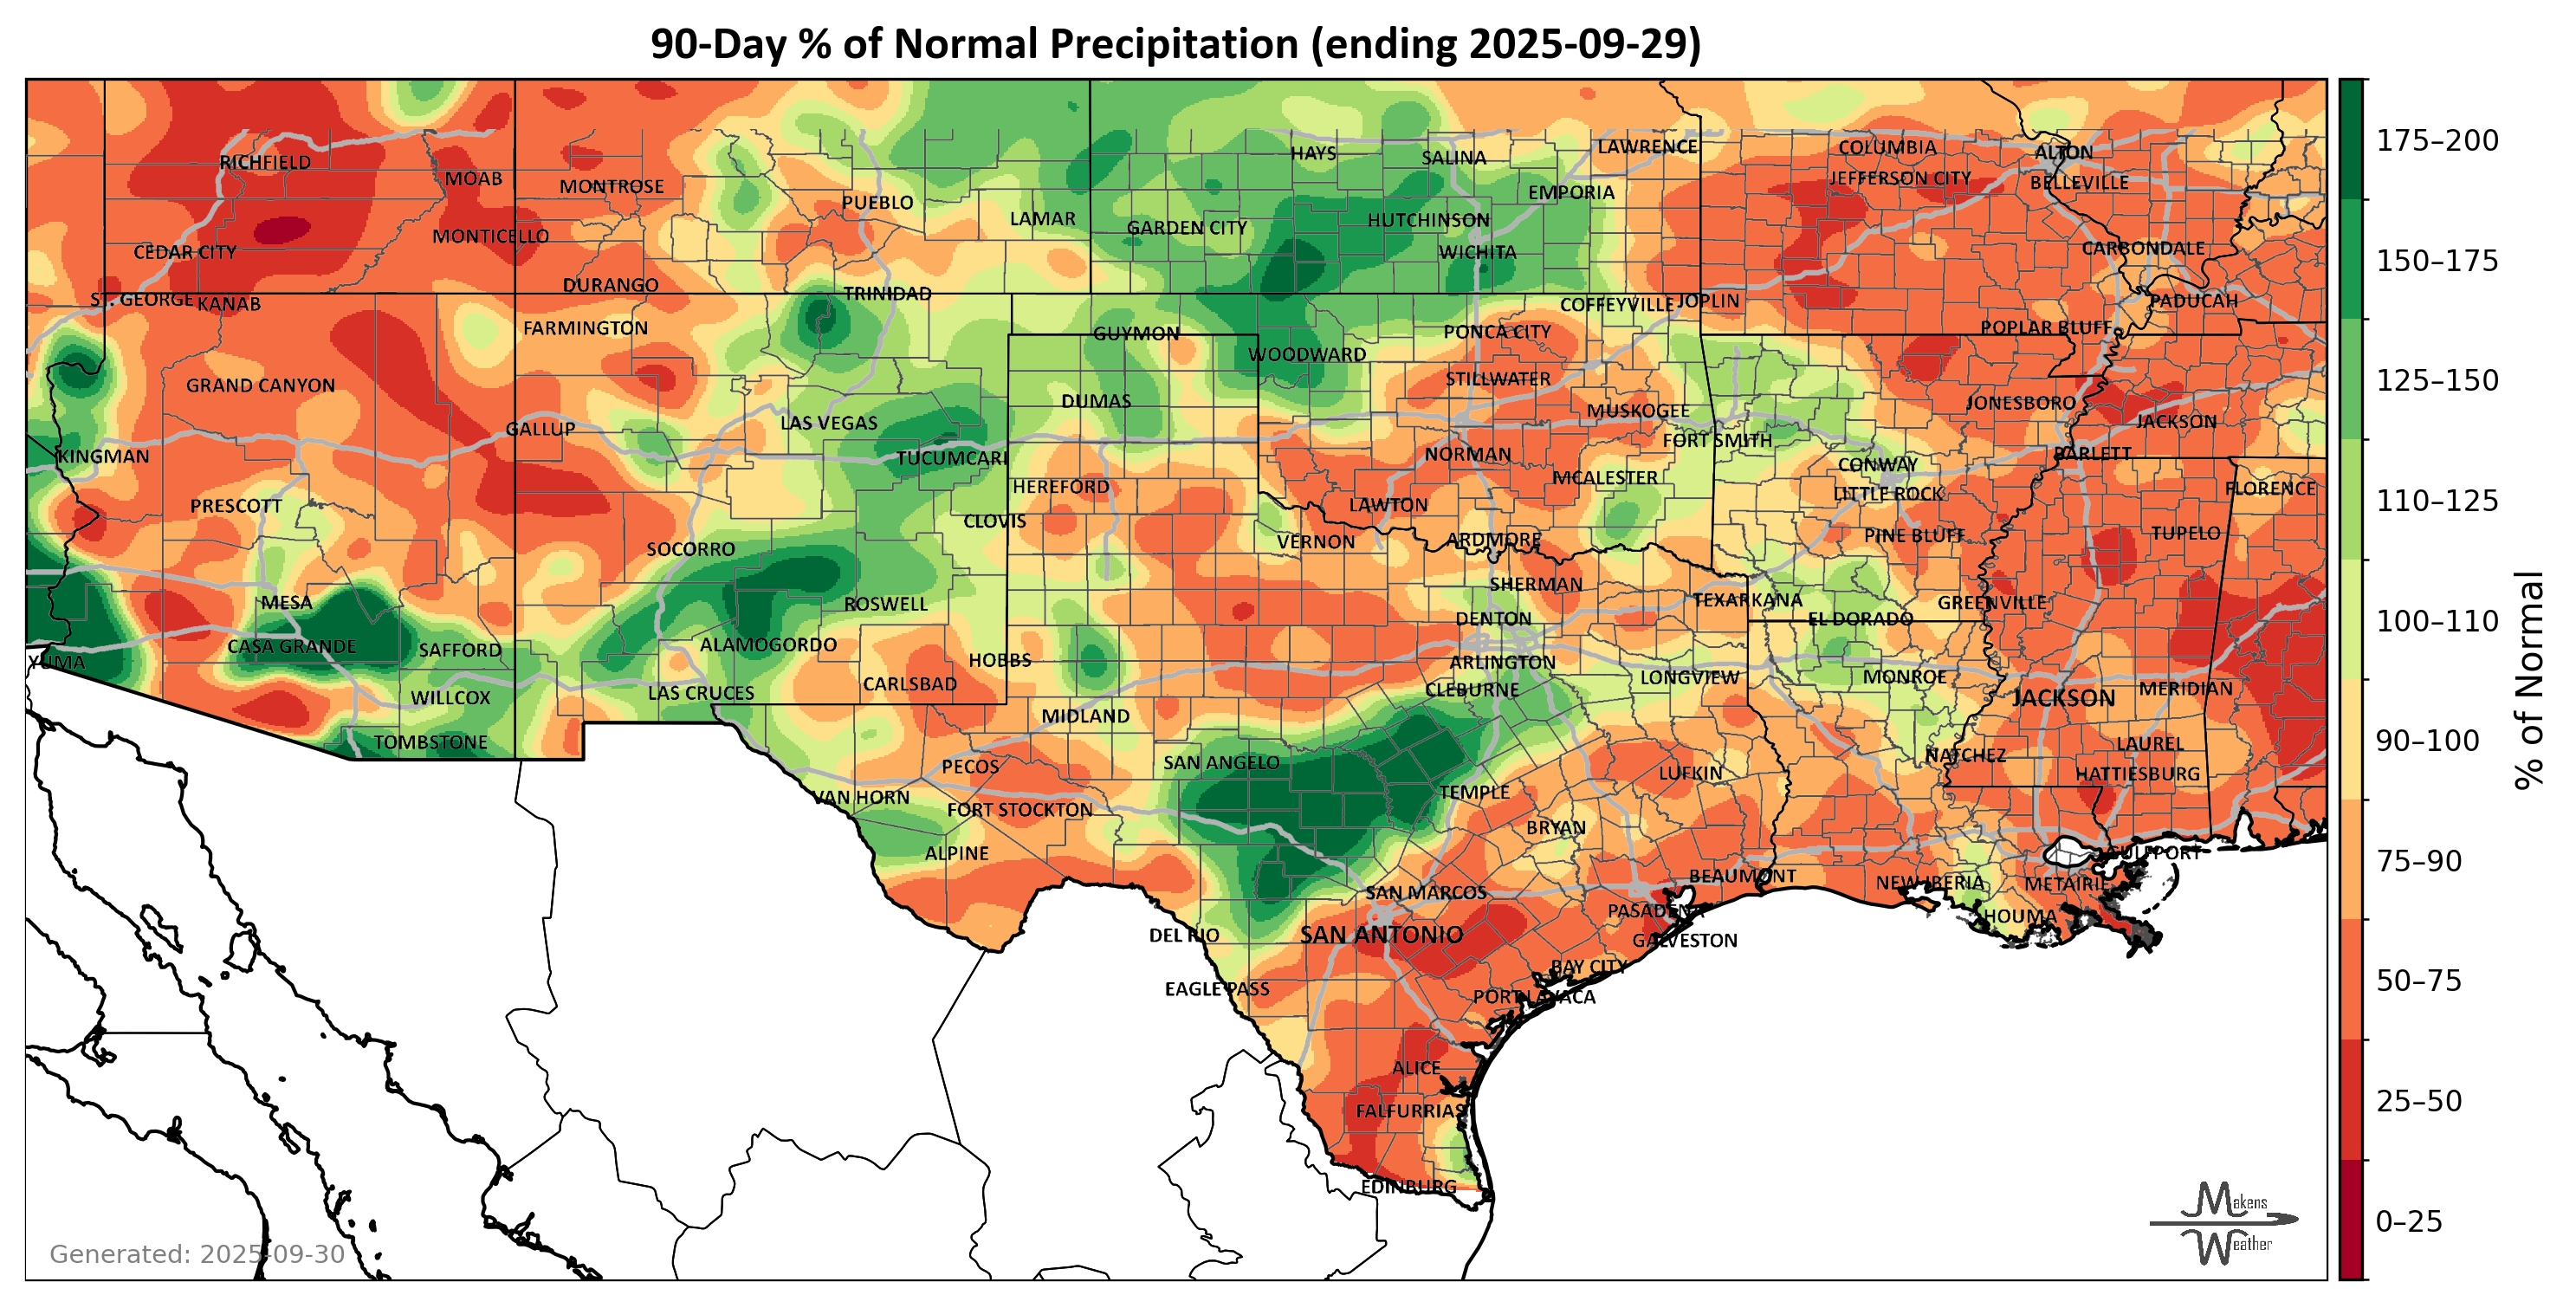 90-Day % of Normal Precipitation (ending 2025-09-29)
RICHFIELD
MOAB
MONTROSE
PUEBLO
LAMAR
HAYS
SALINA
LAWRENCE
EMPORIA
COLUMBIA
JEFFERSON CITY
ALTON
BELLEVILLE
CEDAR CITY
MONTICELLO
GARDEN CITY
HUTCHINSON
WICHITA
CARBONDALE
ST. GEORGE
KANAB
DURANGO
TRINIDAD
COFFEYVILLE
JOPLIN
PADUCAH
FARMINGTON
GUYMON
PONCA CITY
POPLAR BLUFF
WOODWARD
GRAND CANYON
STILLWATER
DUMAS
MUSKOGEE
JONESBORO
JACKSON
GALLUP
LAS VEGAS
FORT SMITH
KINGMAN
TUCUMCARI
NORMAN
BARLETT
CONWAY
MCALESTER
HEREFORD
LITTLE ROCK
FLORENCE
PRESCOTT
LAWTON
CLOVIS
PINE BLUFF
TUPELO
SOCORRO
VERNON
ARDMORE
SHERMAN
MESA
ROSWELL
TEXARKANA
GREENVILLE
DENTON
EL DORADO
CASA GRANDE
SAFFORD
ALAMOGORDO
HOBBS
YUMA
ARLINGTON
LONGVIEW
MONROE
WILLCOX
LAS CRUCES
CARLSBAD
CLEBURNE
JACKSON
MERIDIAN
MIDLAND
TOMBSTONE
NATCHEZ
LAUREL
PECOS
SAN ANGELO
LUFKIN
HATTIESBURG
VAN HORN
FORT STOCKTON
TEMPLE
BRYAN
ALPINE
GULFPORT
BEAUMONT
SAN MARCOS
NEW IBERIA
METAIRIE
PASADENA
HOUMA
DEL RIO
SAN ANTONIO
GALVESTON
BAY CITY
EAGLE PASS
PORT LAVACA
ALICE
FALFURRIAS
EDINBURG
Generated: 2025-09-30
Makens
Weather
175–200
150–175
125–150
110–125
100–110
90–100
75–90
50–75
25–50
0–25
% of Normal